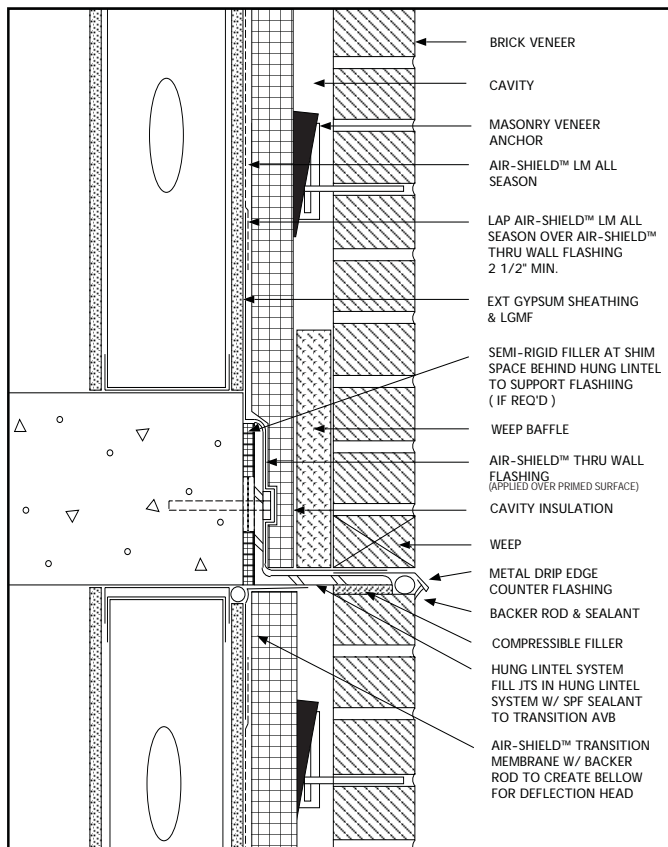 BRICK VENEER
CAVITY
MASONRY VENEER
ANCHOR
AIR-SHIELD™ LM ALL
SEASON
LAP AIR-SHIELD™ LM ALL
SEASON OVER AIR-SHIELD™
THRU WALL FLASHING
2 1/2" MIN.
EXT GYPSUM SHEATHING
& LGMF
SEMI-RIGID FILLER AT SHIM
SPACE BEHIND HUNG LINTEL
TO SUPPORT FLASHIING
( IF REQ'D )
WEEP BAFFLE
AIR-SHIELD™ THRU WALL
FLASHING
(APPLIED OVER PRIMED SURFACE)
CAVITY INSULATION
WEEP
METAL DRIP EDGE
COUNTER FLASHING
BACKER ROD & SEALANT
COMPRESSIBLE FILLER
HUNG LINTEL SYSTEM
FILL JTS IN HUNG LINTEL
SYSTEM W/ SPF SEALANT
TO TRANSITION AVB
AIR-SHIELD™ TRANSITION
MEMBRANE W/ BACKER
ROD TO CREATE BELLOW
FOR DEFLECTION HEAD